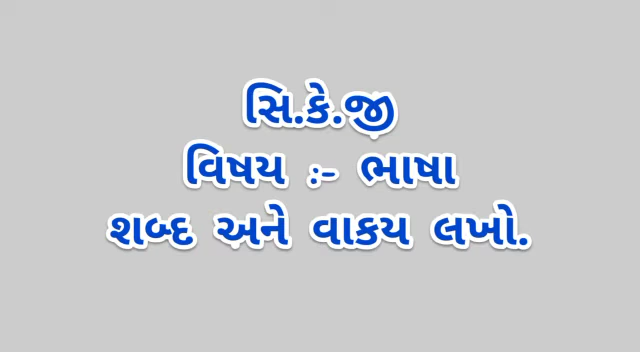 સિ.કે.જી
વિષય :- ભાષા
શબ્દ અને વાકય લખો.